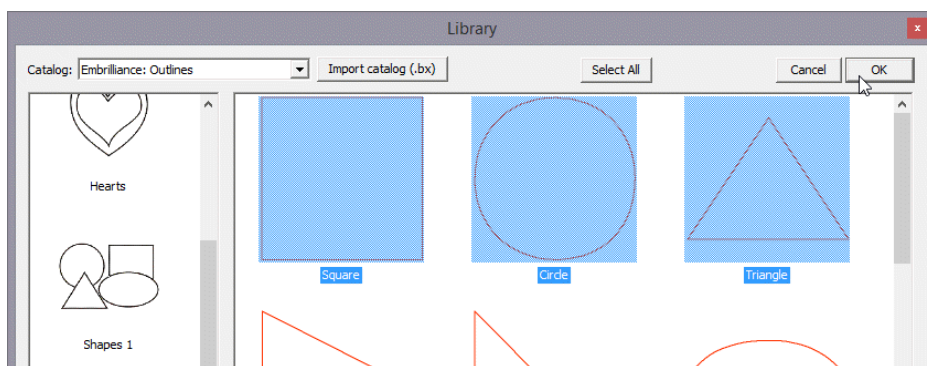 Library
x
Catalog: Embrilliance: Outlines Import catalog (.bx) Select All Cancel OK
Hearts
Square Circle Triangle
Shapes 1